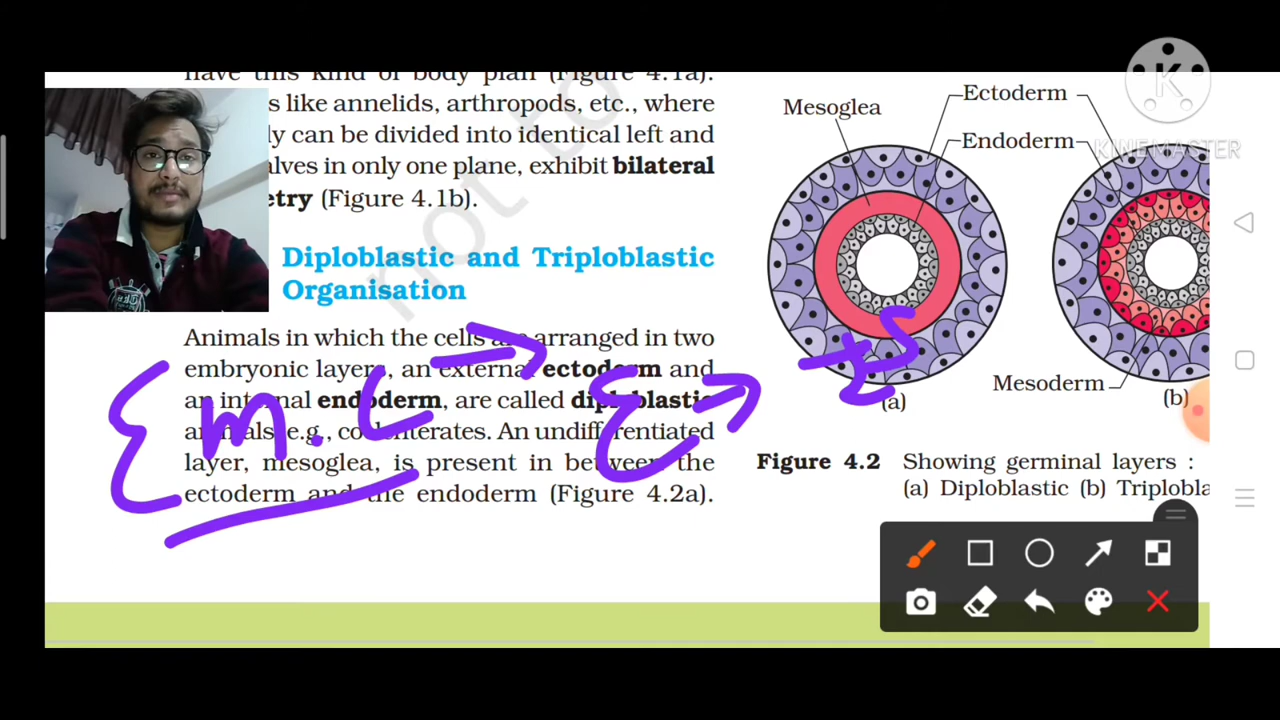 have this kind of body plan (Figure 4.1a).
s like annelids, arthropods, etc., where
y can be divided into identical left and
lves in only one plane, exhibit bilateral
etry (Figure 4.1b).
Diploblastic and Triploblastic
Organisation
Animals in which the cells are arranged in two
embryonic layers, an external ectoderm and
an internal endoderm, are called diploblastic
animals, e.g., coelenterates. An undifferentiated
layer, mesoglea, is present in between the
ectoderm and the endoderm (Figure 4.2a).
not to
m.
Mesoglea
Ectoderm
Endoderm
Mesoderm
(a)
(b)
Figure 4.2 Showing germinal layers :
(a) Diploblastic (b) Triplobla
K
KINEMASTER